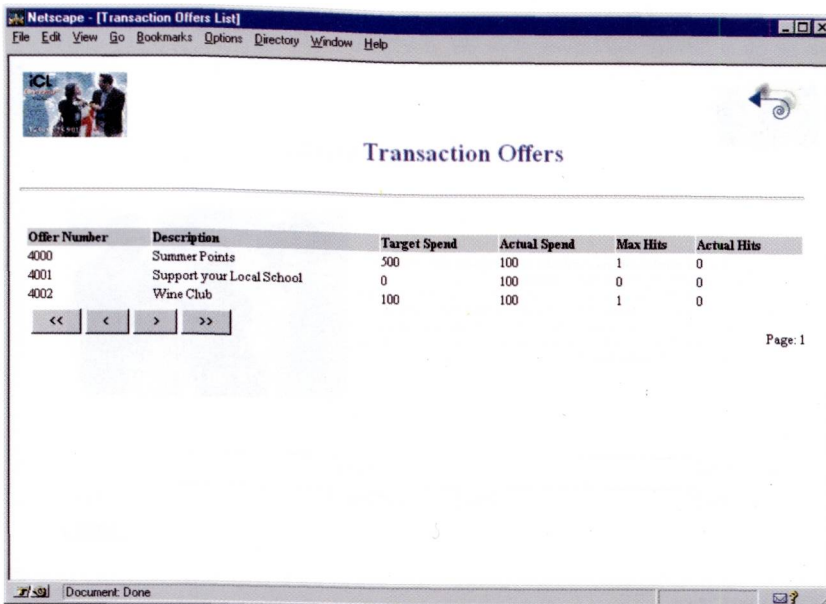 Netscape - [Transaction Offers List]
File Edit View Go Bookmarks Options Directory Window Help
ICL
Transaction Offers
Offer Number Description Target Spend Actual Spend Max Hits Actual Hits
4000 Summer Points 500 100 1 0
4001 Support your Local School 0 100 0 0
4002 Wine Club 100 100 1 0
<< < > >>
Page: 1
Document: Done